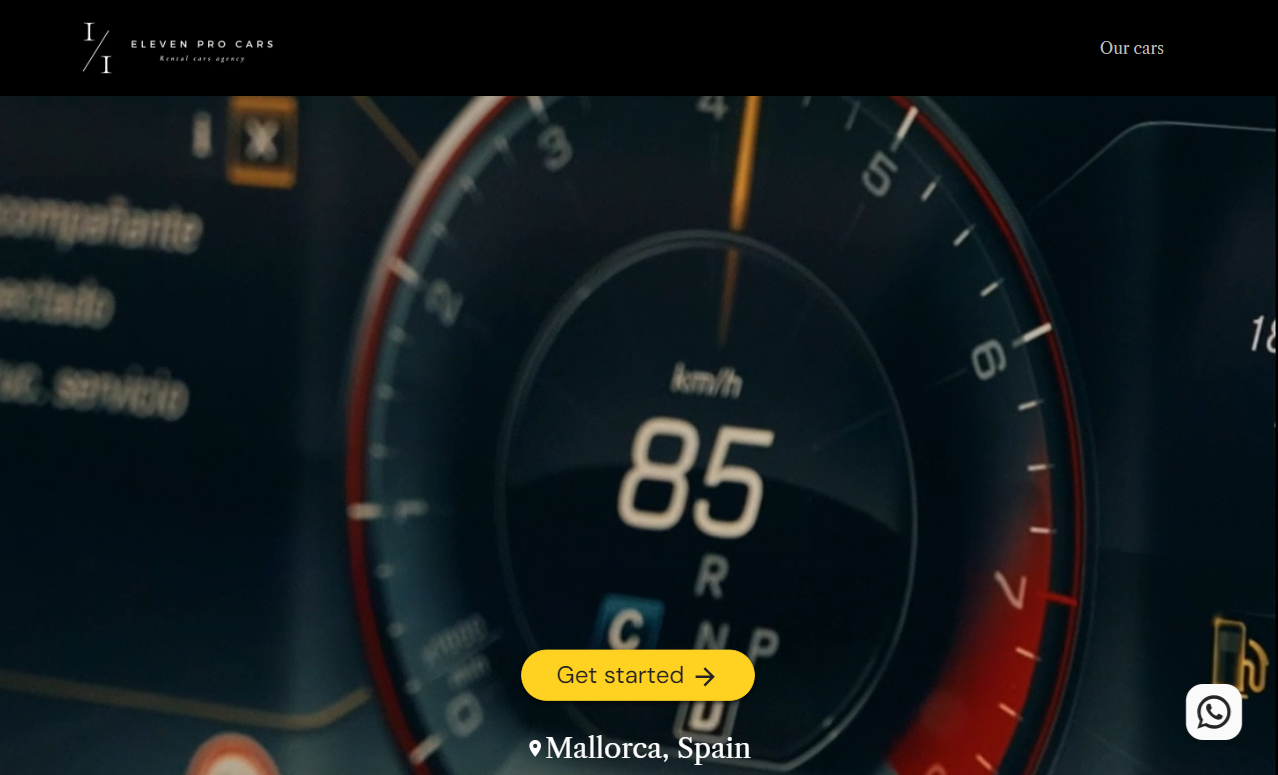 I
I
ELEVEN PRO CARS
Rental cars agency
Our cars
4
3
5
2
6
compañante
ectado
uc. servicio
18
km/h
85
R
1
7
C
N P
0
D
Get started
Mallorca, Spain